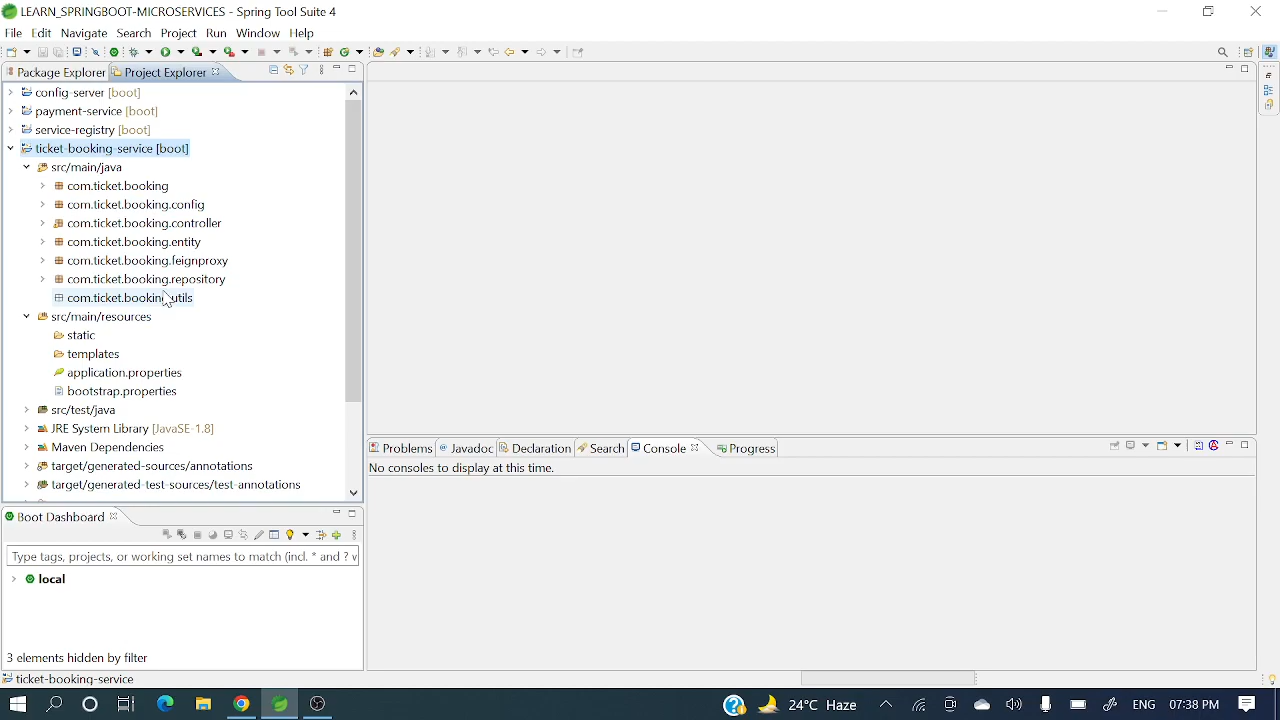 LEARN_SPRINGBOOT-MICROSERVICES - Spring Tool Suite 4
File Edit Navigate Search Project Run Window Help
Package Explorer Project Explorer
config-server [boot]
payment-service [boot]
service-registry [boot]
ticket-booking-service [boot]
src/main/java
com.ticket.booking
com.ticket.booking.config
com.ticket.booking.controller
com.ticket.booking.entity
com.ticket.booking.feignproxy
com.ticket.booking.repository
com.ticket.booking.utils
src/main/resources
static
templates
application.properties
bootstrap.properties
src/test/java
JRE System Library [JavaSE-1.8]
Maven Dependencies
target/generated-sources/annotations
target/generated-test-sources/test-annotations
Problems Javadoc Declaration Search Console Progress
No consoles to display at this time.
Boot Dashboard
Type tags, projects, or working set names to match (incl. * and ? v
local
3 elements hidden by filter
ticket-booking-service
24°C Haze ENG 07:38 PM